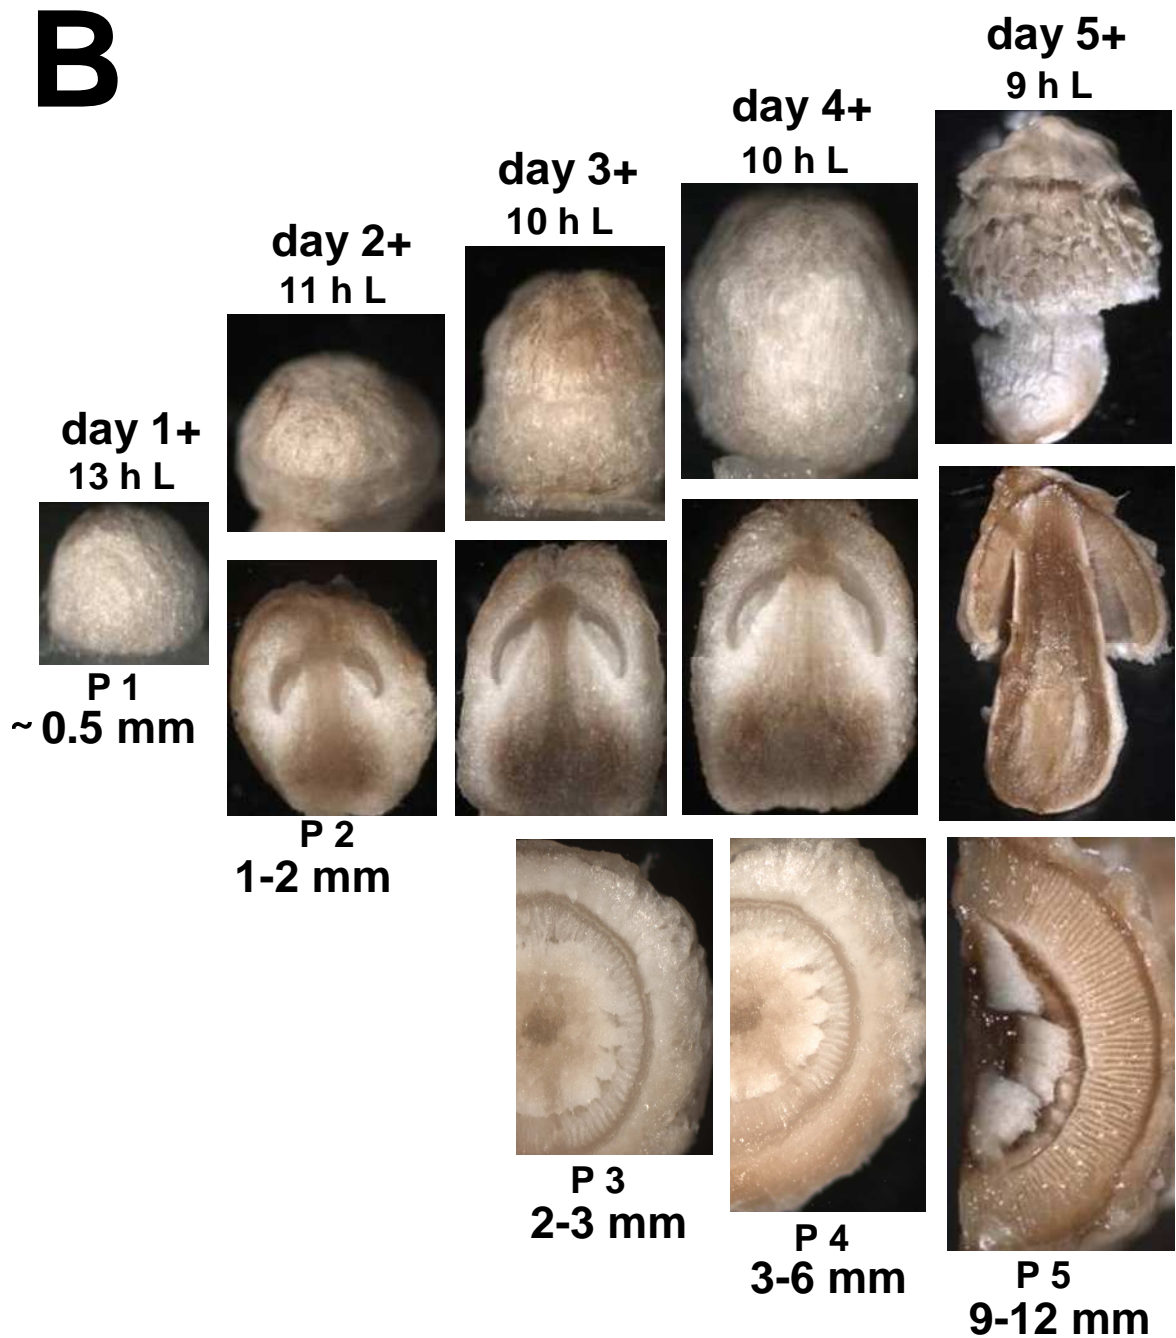 B
day 1+
13 h L
P 1
~ 0.5 mm
day 2+
11 h L
P 2
1-2 mm
day 3+
10 h L
P 3
2-3 mm
day 4+
10 h L
P 4
3-6 mm
day 5+
9 h L
P 5
9-12 mm